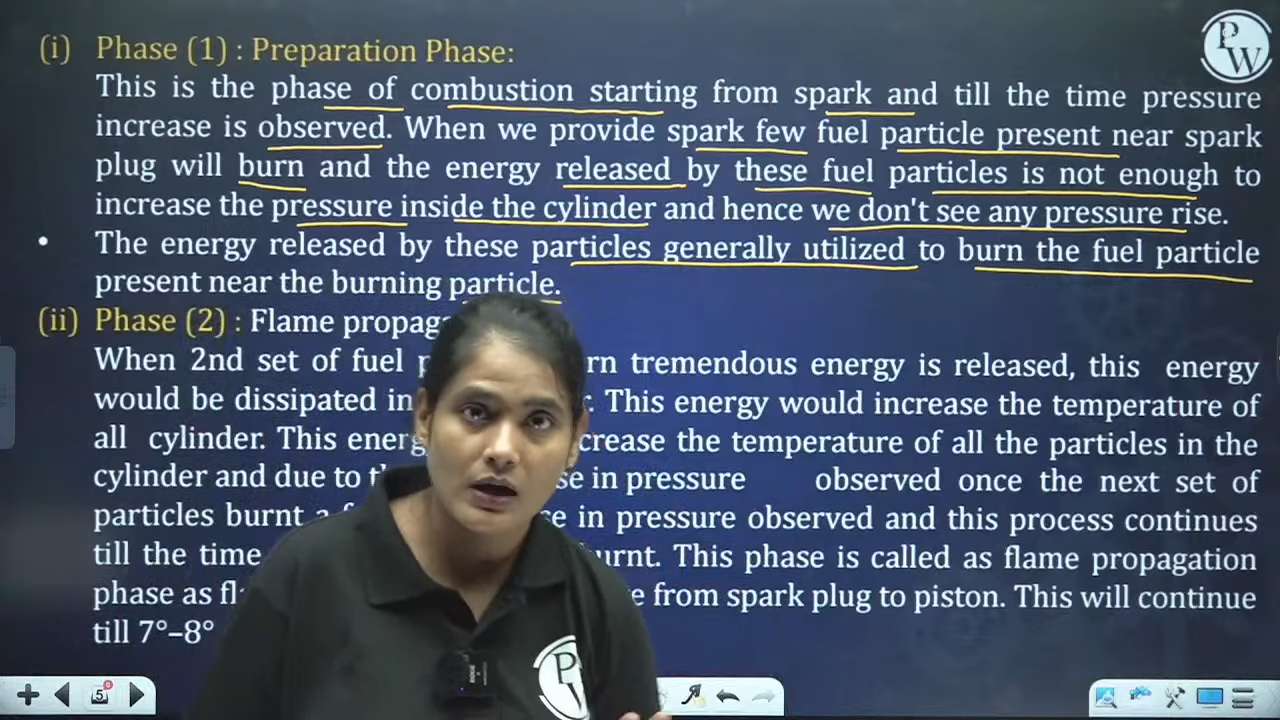 PW
(i) Phase (1) : Preparation Phase:
This is the phase of combustion starting from spark and till the time pressure
increase is observed. When we provide spark few fuel particle present near spark
plug will burn and the energy released by these fuel particles is not enough to
increase the pressure inside the cylinder and hence we don't see any pressure rise.
• The energy released by these particles generally utilized to burn the fuel particle
present near the burning particle.
(ii) Phase (2) : Flame
When 2nd set of fuel tremendous energy is released, this energy
would be dissipated in This energy would increase the temperature of
all cylinder. This the temperature of all the particles in the
cylinder and due to in pressure observed once the next set of
particles burnt in pressure observed and this process continues
till the time This phase is called as flame propagation
phase as from spark plug to piston. This will continue
till 7°–8°
PW
5